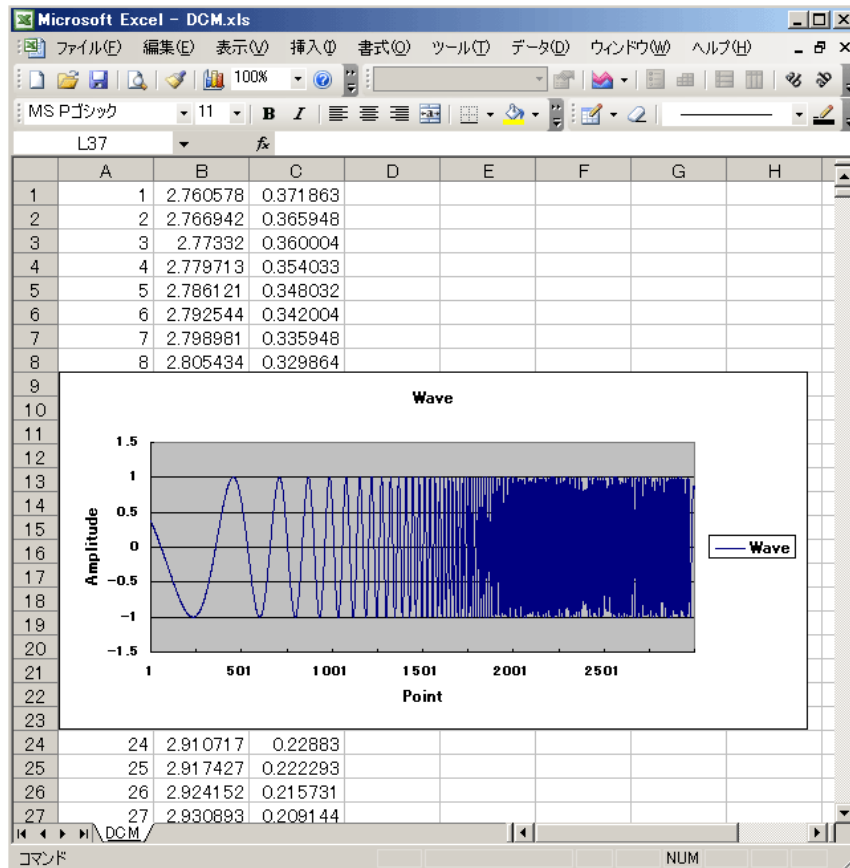 Microsoft Excel - DCM.xls
ファイル(F) 編集(E) 表示(V) 挿入(I) 書式(O) ツール(T) データ(D) ウィンドウ(W) ヘルプ(H)
100%
MS Pゴシック 11 B I
L37 fx
A B C D E F G H
1 1 2.760578 0.371863
2 2 2.766942 0.365948
3 3 2.77332 0.360004
4 4 2.779713 0.354033
5 5 2.786121 0.348032
6 6 2.792544 0.342004
7 7 2.798981 0.335948
8 8 2.805434 0.329864
9
10
11
12
13
14
15
16
17
18
19
20
21
22
23
Wave
1.5
1
0.5
0
-0.5
-1
-1.5
Amplitude
1 501 1001 1501 2001 2501
Point
Wave
24 24 2.910717 0.22883
25 25 2.917427 0.222293
26 26 2.924152 0.215731
27 27 2.930893 0.209144
DCM
コマンド NUM